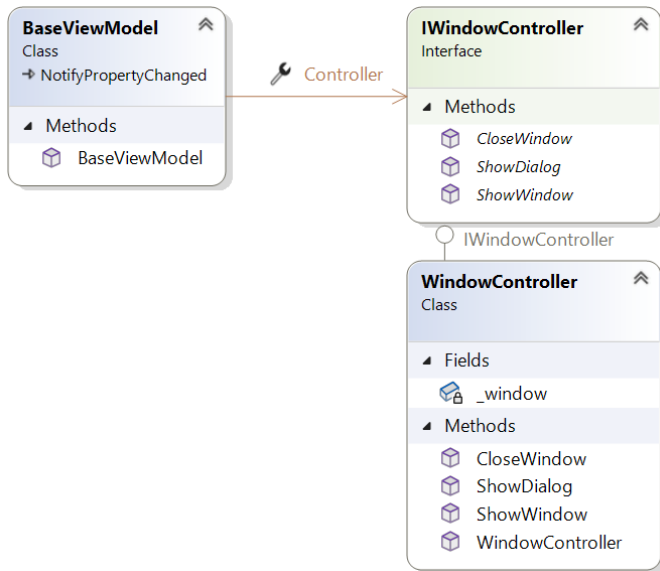 BaseViewModel
Class
NotifyPropertyChanged
Methods
BaseViewModel
Controller
IWindowController
Interface
Methods
CloseWindow
ShowDialog
ShowWindow
IWindowController
WindowController
Class
Fields
_window
Methods
CloseWindow
ShowDialog
ShowWindow
WindowController